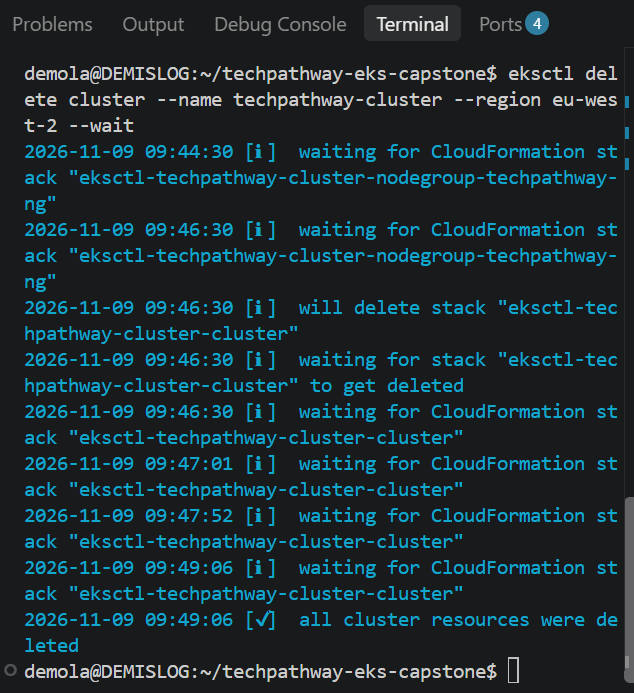 Problems Output Debug Console Terminal Ports 4
demola@DEMISLOG:~/techpathway-eks-capstone$ eksctl del
ete cluster --name techpathway-cluster --region eu-wes
t-2 --wait
2026-11-09 09:44:30 [ℹ]  waiting for CloudFormation st
ack "eksctl-techpathway-cluster-nodegroup-techpathway-
ng"
2026-11-09 09:46:30 [ℹ]  waiting for CloudFormation st
ack "eksctl-techpathway-cluster-nodegroup-techpathway-
ng"
2026-11-09 09:46:30 [ℹ]  will delete stack "eksctl-tec
hpathway-cluster-cluster"
2026-11-09 09:46:30 [ℹ]  waiting for stack "eksctl-tec
hpathway-cluster-cluster" to get deleted
2026-11-09 09:46:30 [ℹ]  waiting for CloudFormation st
ack "eksctl-techpathway-cluster-cluster"
2026-11-09 09:47:01 [ℹ]  waiting for CloudFormation st
ack "eksctl-techpathway-cluster-cluster"
2026-11-09 09:47:52 [ℹ]  waiting for CloudFormation st
ack "eksctl-techpathway-cluster-cluster"
2026-11-09 09:49:06 [ℹ]  waiting for CloudFormation st
ack "eksctl-techpathway-cluster-cluster"
2026-11-09 09:49:06 [✔]  all cluster resources were de
leted
demola@DEMISLOG:~/techpathway-eks-capstone$